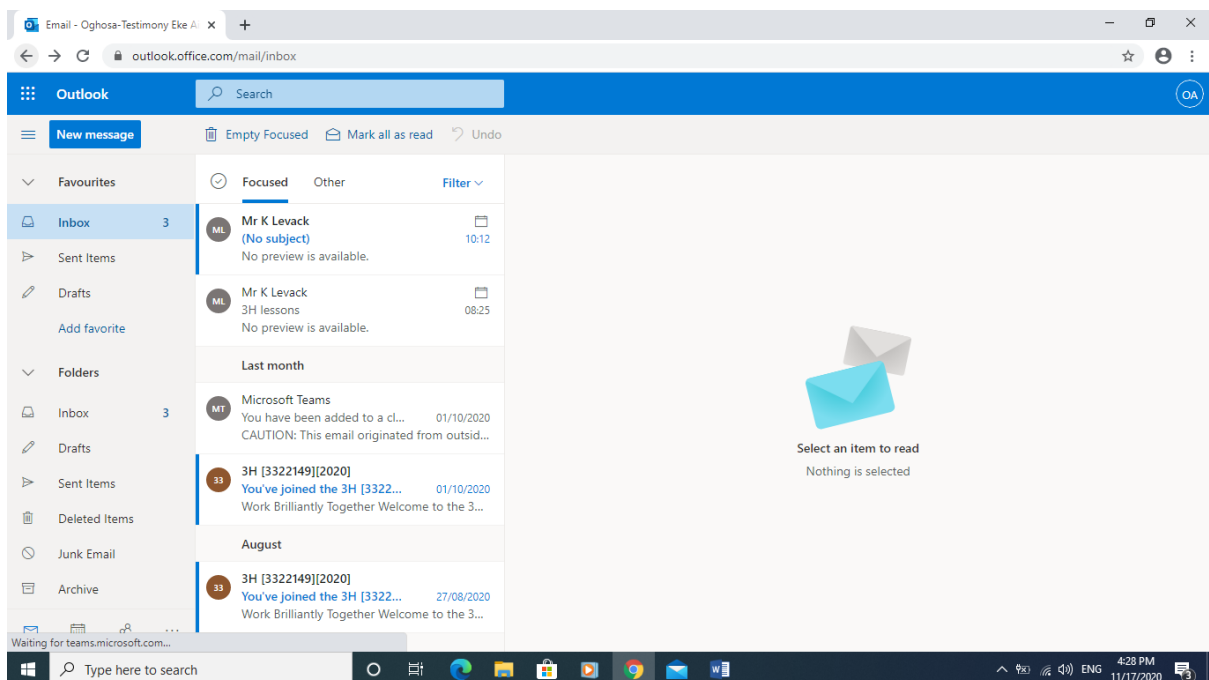 Email - Oghosa-Testimony Eke A
outlook.office.com/mail/inbox
Outlook
Search
OA
New message
Empty Focused
Mark all as read
Undo
Favourites
Inbox 3
Sent Items
Drafts
Add favorite
Folders
Inbox 3
Drafts
Sent Items
Deleted Items
Junk Email
Archive
Focused Other Filter
ML
Mr K Levack
(No subject) 10:12
No preview is available.
ML
Mr K Levack
3H lessons 08:25
No preview is available.
Last month
MT
Microsoft Teams
You have been added to a cl... 01/10/2020
CAUTION: This email originated from outsid...
33
3H [3322149][2020]
You've joined the 3H [3322... 01/10/2020
Work Brilliantly Together Welcome to the 3...
August
33
3H [3322149][2020]
You've joined the 3H [3322... 27/08/2020
Work Brilliantly Together Welcome to the 3...
Select an item to read
Nothing is selected
Waiting for teams.microsoft.com...
Type here to search
W
ENG
4:28 PM
11/17/2020
3